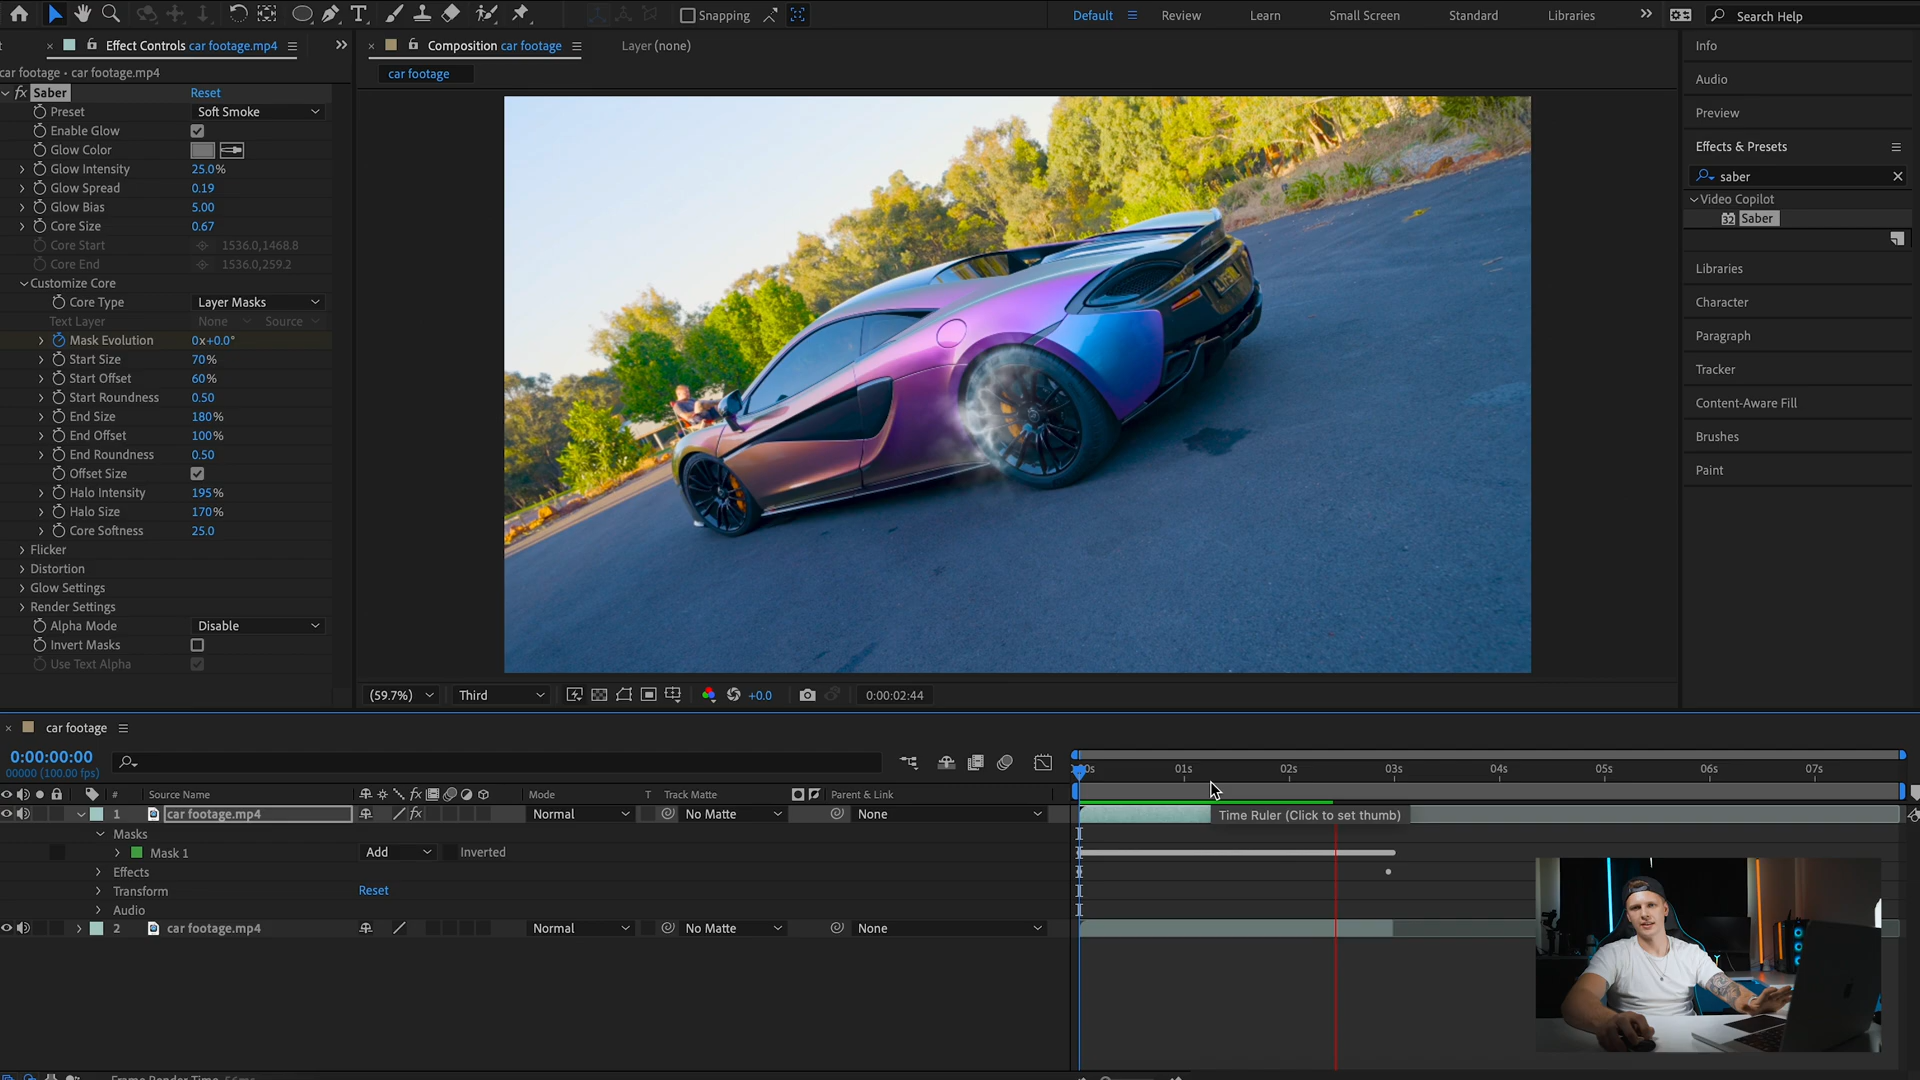 Snapping
Default
Review
Learn
Small Screen
Standard
Libraries
Search Help
Effect Controls car footage.mp4
Composition car footage
Layer (none)
car footage • car footage.mp4
car footage
fx Saber
Reset
Preset
Soft Smoke
Enable Glow
Glow Color
Glow Intensity
25.0%
Glow Spread
0.19
Glow Bias
5.00
Core Size
0.67
Core Start
1536.0,1468.8
Core End
1536.0,259.2
Customize Core
Core Type
Layer Masks
Text Layer
None
Source
Mask Evolution
0x+0.0°
Start Size
70%
Start Offset
60%
Start Roundness
0.50
End Size
180%
End Offset
100%
End Roundness
0.50
Offset Size
Halo Intensity
195%
Halo Size
170%
Core Softness
25.0
Flicker
Distortion
Glow Settings
Render Settings
Alpha Mode
Disable
Invert Masks
Use Text Alpha
(59.7%)
Third
+0.0
0:00:02:44
Info
Audio
Preview
Effects & Presets
saber
Video Copilot
32 Saber
Libraries
Character
Paragraph
Tracker
Content-Aware Fill
Brushes
Paint
car footage
0:00:00:00
00000 (100.00 fps)
01s
02s
03s
04s
05s
06s
07s
#
Source Name
fx
Mode
T
Track Matte
Parent & Link
1
car footage.mp4
fx
Normal
No Matte
None
Time Ruler (Click to set thumb)
Masks
Mask 1
Add
Inverted
Effects
Transform
Reset
Audio
2
car footage.mp4
Normal
No Matte
None
Frame Render Time